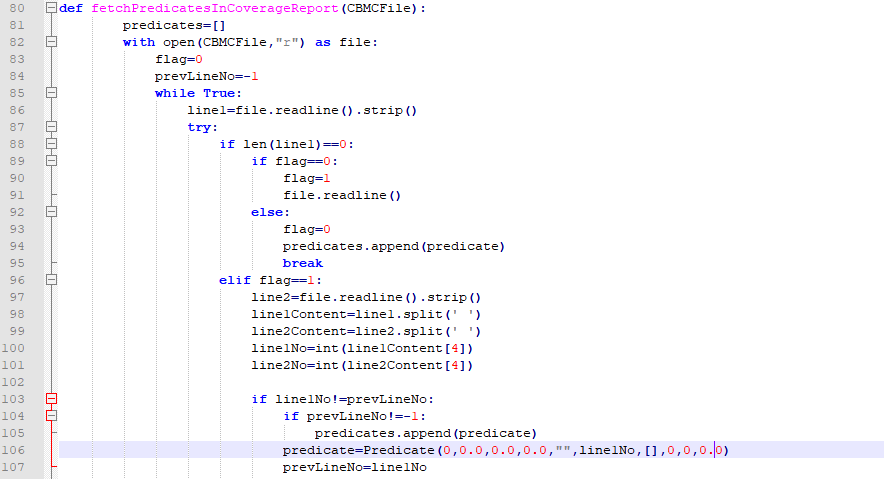 80 def fetchPredicatesInCoverageReport(CBMCFile):
81         predicates=[]
82         with open(CBMCFile,"r") as file:
83             flag=0
84             prevLineNo=-1
85             while True:
86                 line1=file.readline().strip()
87                 try:
88                     if len(line1)==0:
89                         if flag==0:
90                             flag=1
91                             file.readline()
92                         else:
93                             flag=0
94                             predicates.append(predicate)
95                             break
96                     elif flag==1:
97                         line2=file.readline().strip()
98                         line1Content=line1.split(' ')
99                         line2Content=line2.split(' ')
100                         line1No=int(line1Content[4])
101                         line2No=int(line2Content[4])
102
103                         if line1No!=prevLineNo:
104                             if prevLineNo!=-1:
105                                 predicates.append(predicate)
106                             predicate=Predicate(0,0.0,0.0,0.0,"",line1No,[],0,0,0.0)
107                             prevLineNo=line1No